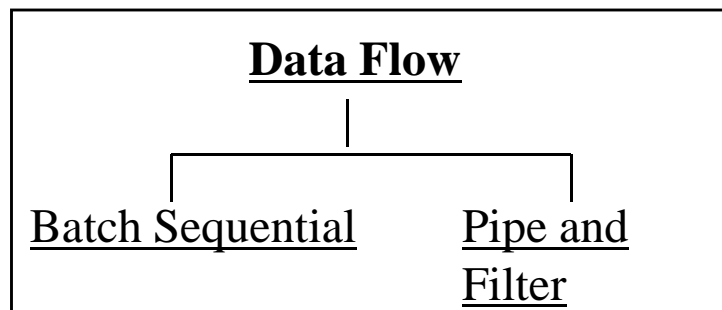 Data Flow
Batch Sequential
Pipe and
Filter